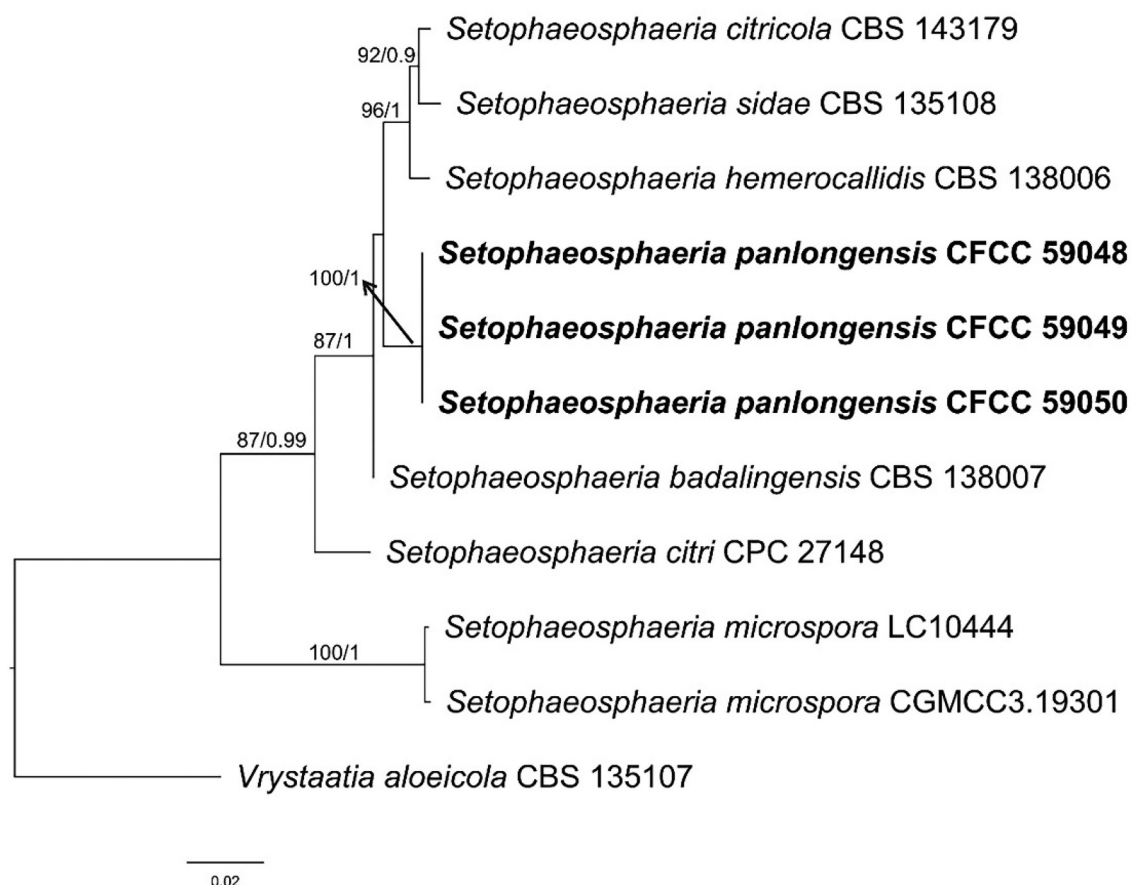 Setophaeosphaeria citricola CBS 143179
92/0.9
Setophaeosphaeria sidae CBS 135108
96/1
Setophaeosphaeria hemerocallidis CBS 138006
Setophaeosphaeria panlongensis CFCC 59048
100/1
Setophaeosphaeria panlongensis CFCC 59049
87/1
Setophaeosphaeria panlongensis CFCC 59050
87/0.99
Setophaeosphaeria badalingensis CBS 138007
Setophaeosphaeria citri CPC 27148
Setophaeosphaeria microspora LC10444
100/1
Setophaeosphaeria microspora CGMCC3.19301
Vrystaatia aloeicola CBS 135107
0.02